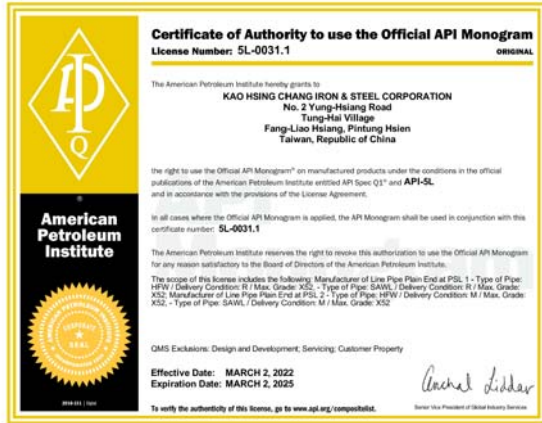 Certificate of Authority to use the Official API Monogram
License Number: 5L-0031.1
ORIGINAL
The American Petroleum Institute hereby grants to
KAO HSING CHANG IRON & STEEL CORPORATION
No. 2 Yung-Hsiang Road
Tung-Hai Village
Fang-Liao Hsiang, Pintung Hsien
Taiwan, Republic of China
the right to use the Official API Monogram® on manufactured products under the conditions in the official
publications of the American Petroleum Institute entitled API Spec Q1® and API-5L
and in accordance with the provisions of the License Agreement.
In all cases where the Official API Monogram is applied, the API Monogram shall be used in conjunction with this
certificate number: 5L-0031.1
The American Petroleum Institute reserves the right to revoke this authorization to use the Official API Monogram
for any reason satisfactory to the Board of Directors of the American Petroleum Institute.
The scope of this license includes the following: Manufacturer of Line Pipe Plain End at PSL 1 - Type of Pipe:
HFW / Delivery Condition: R / Max. Grade: X52, - Type of Pipe: SAWL / Delivery Condition: R / Max. Grade:
X52; Manufacturer of Line Pipe Plain End at PSL 2 - Type of Pipe: HFW / Delivery Condition: M / Max. Grade:
X52, - Type of Pipe: SAWL / Delivery Condition: M / Max. Grade: X52
QMS Exclusions: Design and Development; Servicing; Customer Property
Effective Date: MARCH 2, 2022
Expiration Date: MARCH 2, 2025
To verify the authenticity of this license, go to www.api.org/compositelist.
Anchal Liddar
Senior Vice President of Global Industry Services
API
Q
®
American
Petroleum
Institute
CORPORATE
SEAL